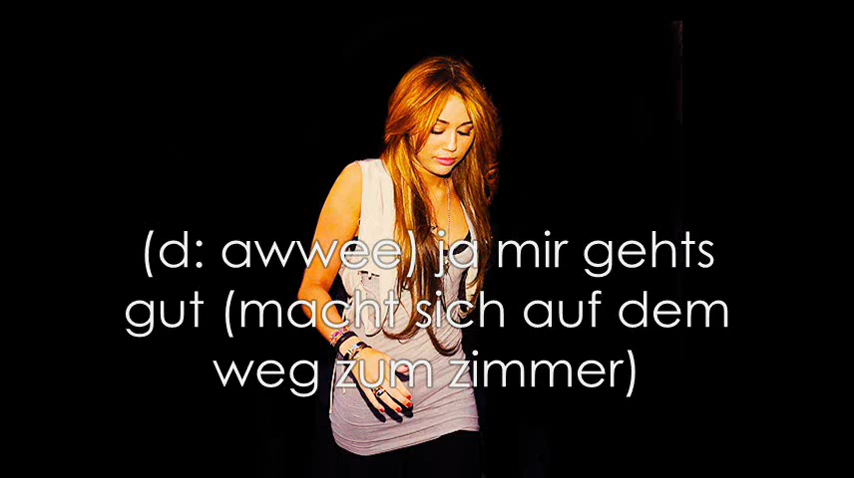 (d: awwee) ja mir gehts
gut (macht sich auf dem
weg zum zimmer)